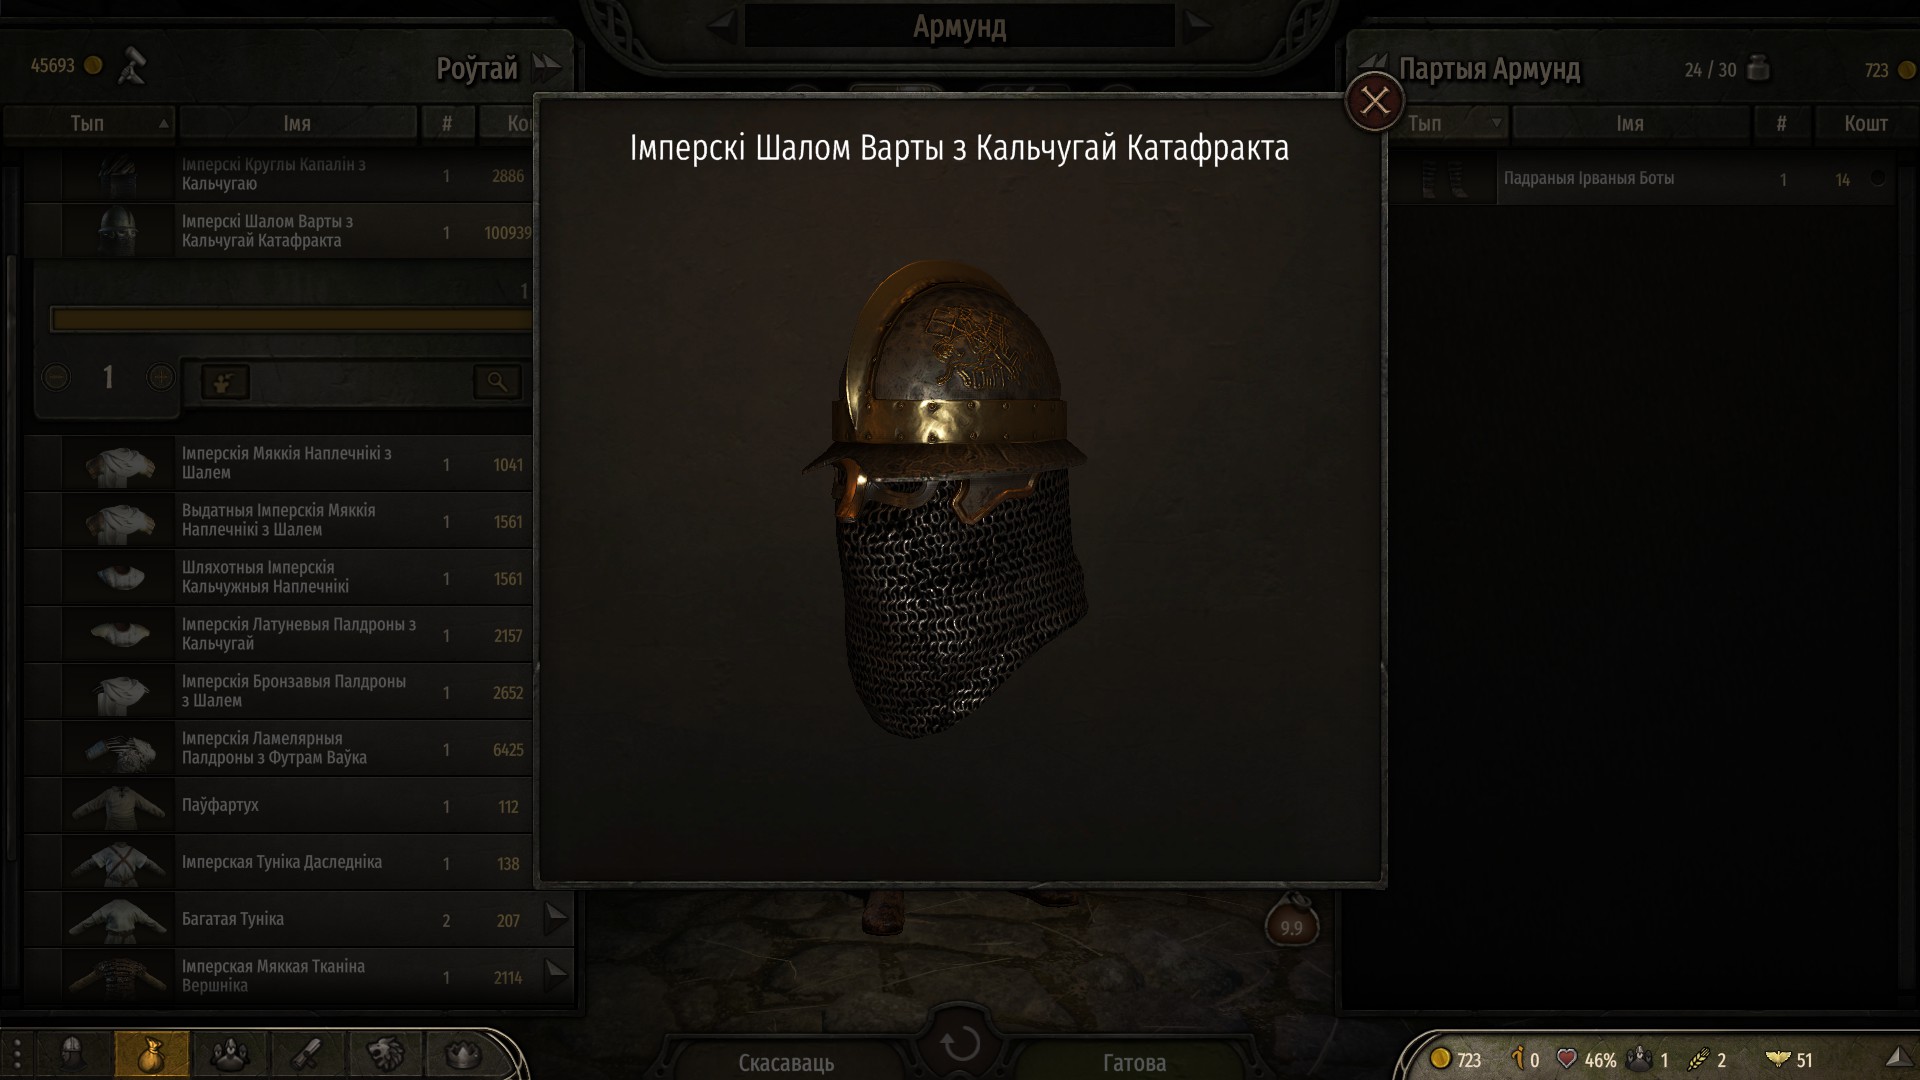 Армунд
45693
Роўтай
Партыя Армунд
24 / 30
723
Тып
Імя
#
Тып
Імя
#
Кошт
Імперскі Шалом Варты з Кальчугай Катафракта
Імперскі Круглы Капалін з
Кальчугаю
1
2886
Імперскі Шалом Варты з
Кальчугай Катафракта
1
100939
1
1
Імперскія Мяккія Наплечнікі з
Шалем
1
1041
Выдатныя Імперскія Мяккія
Наплечнікі з Шалем
1
1561
Шляхотныя Імперскія
Кальчужныя Наплечнікі
1
1561
Імперскія Латуневыя Палдроны з
Кальчугай
1
2157
Імперскія Бронзавыя Палдроны
з Шалем
1
2652
Імперскія Ламелярныя
Палдроны з Футрам Ваўка
1
6425
Паўфартух
1
112
Імперская Туніка Даследніка
1
138
Багатая Туніка
2
207
Імперская Мяккая Тканіна
Вершніка
1
2114
Падраныя Ірваныя Боты
1
14
9.9
Скасаваць
Гатова
723
0
46%
1
2
51